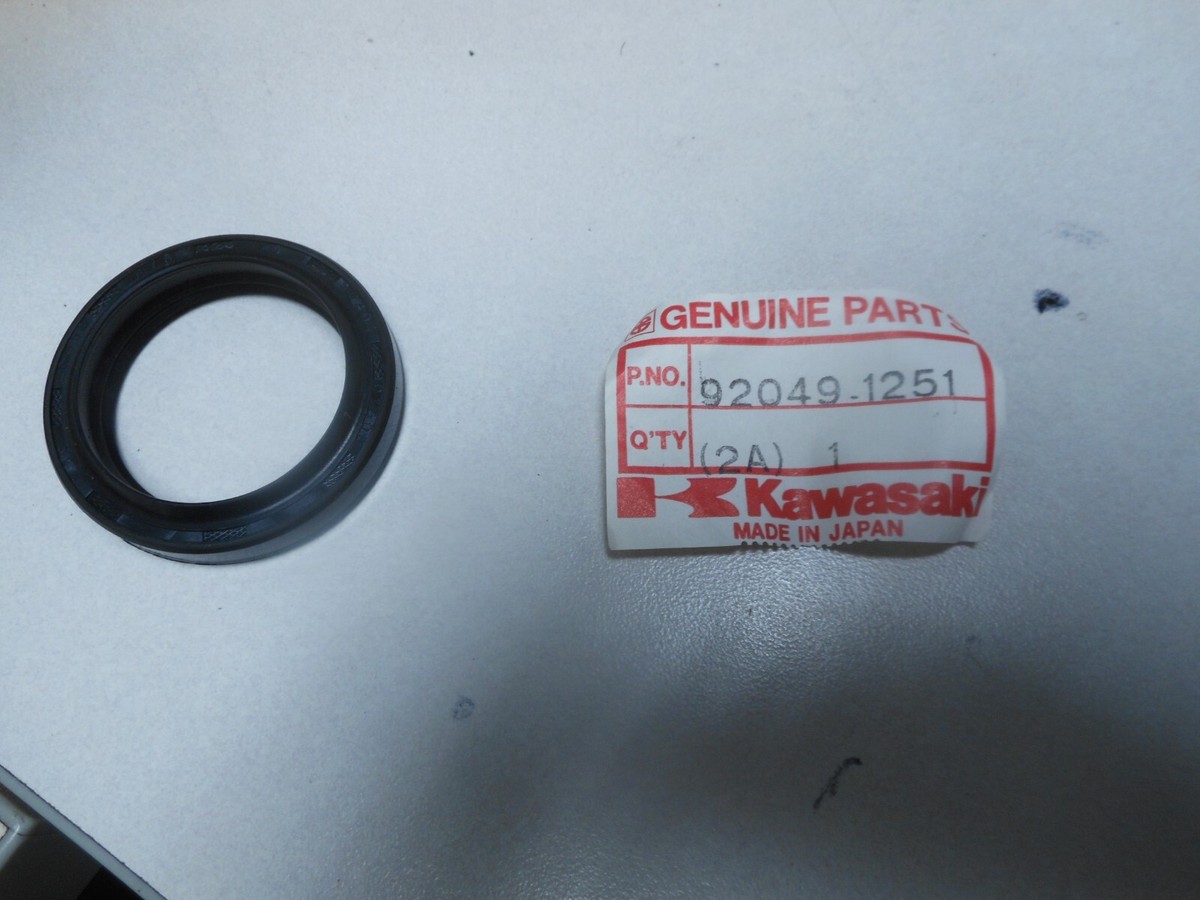 GENUINE PARTS
P.NO. 92049-1251
Q'TY (2A) 1
Kawasaki
MADE IN JAPAN